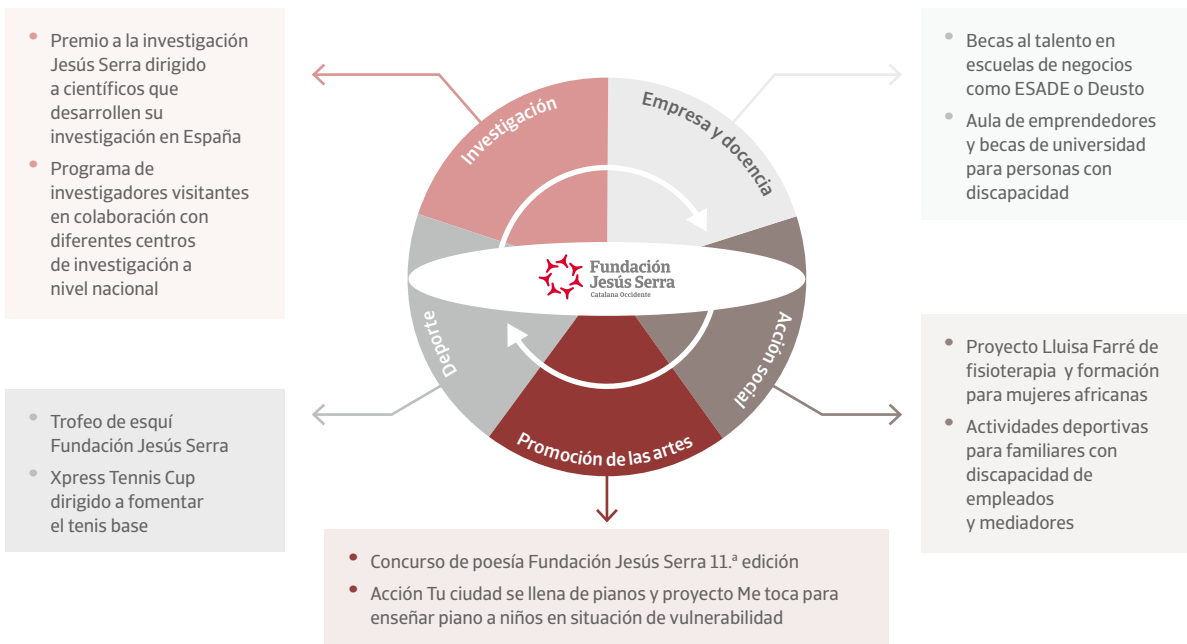 • Premio a la investigación
Jesús Serra dirigido
a científicos que
desarrollen su
investigación en España
• Programa de
investigadores visitantes
en colaboración con
diferentes centros
de investigación a
nivel nacional
Investigación
Empresa y docencia
• Becas al talento en
escuelas de negocios
como ESADE o Deusto
• Aula de emprendedores
y becas de universidad
para personas con
discapacidad
Fundación
Jesús Serra
Catalana Occidente
Deporte
Acción social
Promoción de las artes
• Trofeo de esquí
Fundación Jesús Serra
• Xpress Tennis Cup
dirigido a fomentar
el tenis base
• Proyecto Lluisa Farré de
fisioterapia y formación
para mujeres africanas
• Actividades deportivas
para familiares con
discapacidad de
empleados
y mediadores
• Concurso de poesía Fundación Jesús Serra 11.ª edición
• Acción Tu ciudad se llena de pianos y proyecto Me toca para
enseñar piano a niños en situación de vulnerabilidad